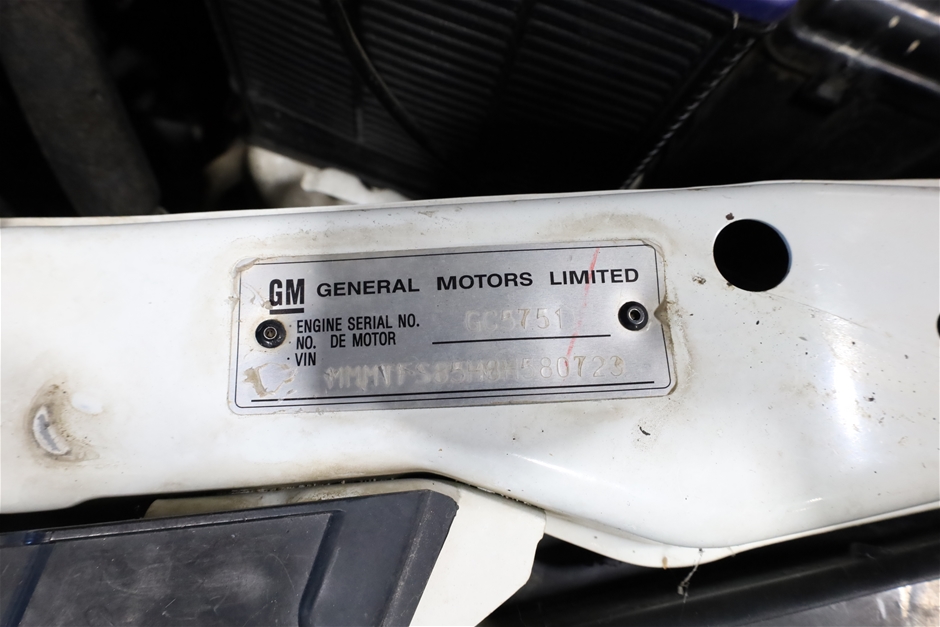 GM GENERAL MOTORS LIMITED
ENGINE SERIAL NO.
NO. DE MOTOR
VIN